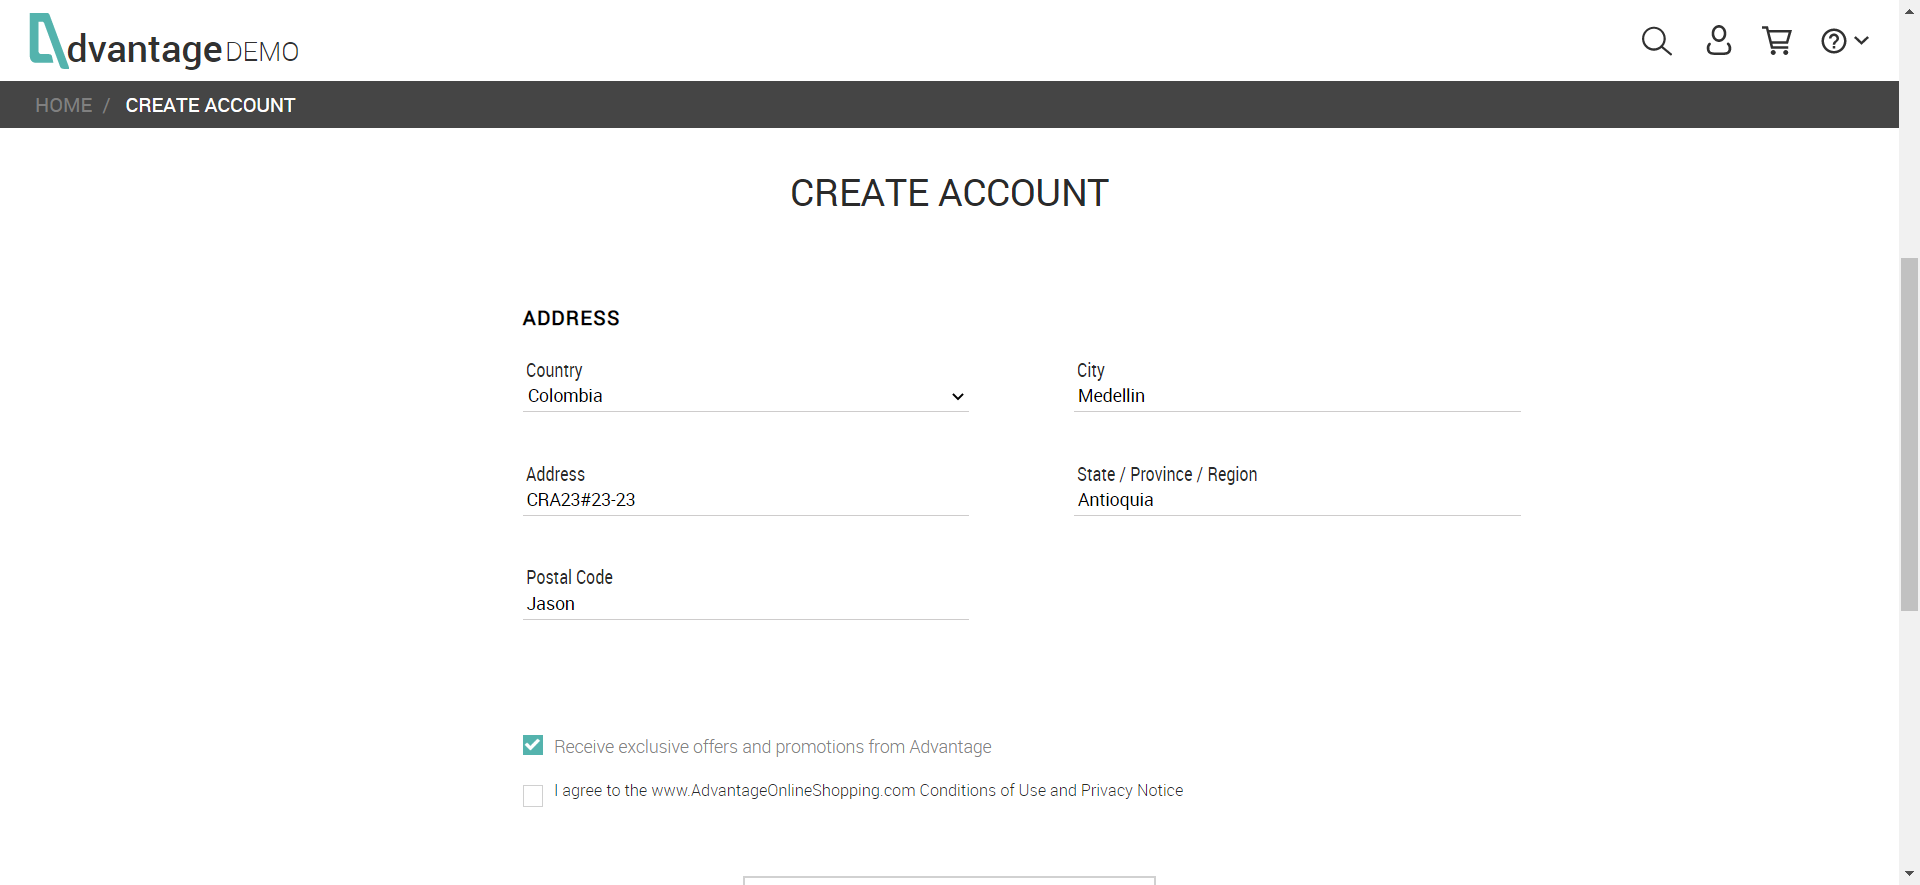 dvantage DEMO
HOME / CREATE ACCOUNT
CREATE ACCOUNT
ADDRESS
Country
Colombia
City
Medellin
Address
CRA23#23-23
State / Province / Region
Antioquia
Postal Code
Jason
Receive exclusive offers and promotions from Advantage
I agree to the www.AdvantageOnlineShopping.com Conditions of Use and Privacy Notice